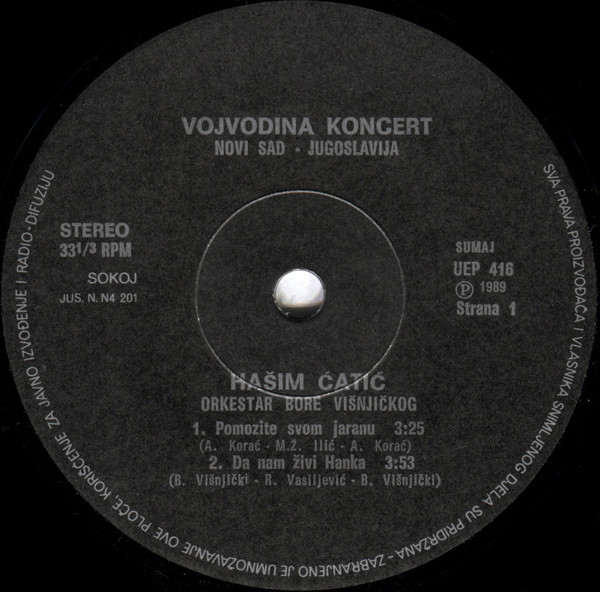 VOJVODINA KONCERT
NOVI SAD - JUGOSLAVIJA
STEREO
33 1/3 RPM
SOKOJ
JUS. N. N4 201
SUMAJ
UEP 416
Ⓟ 1989
Strana 1
HAŠIM ĆATIĆ
ORKESTAR BORE VIŠNJIČKOG
1. Pomozite svom jaranu 3:25
(A. Korać - M.Ž. Ilić - A. Korać)
2. Da nam živi Hanka 3:53
(B. Višnjički - R. Vasiljević - B. Višnjički)
SVA PRAVA PROIZVOĐAČA I VLASNIKA SNIMLJENOG DJELA SU PRIDRŽANA - ZABRANJENO JE UMNOŽAVANJE OVE PLOČE, KORIŠĆENJE ZA JAVNO IZVOĐENJE I RADIO-DIFUZIJU